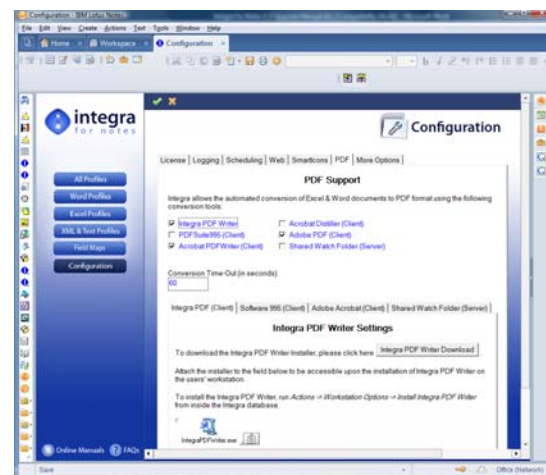 Configuration - IBM Lotus Notes
File Edit View Create Actions Text Tools Window Help
Home Workspace Configuration
integra
for notes
Configuration
License Logging Scheduling Web SmartIcons PDF More Options
All Profiles
Word Profiles
Excel Profiles
XML & Text Profiles
Field Maps
Configuration
PDF Support
Integra allows the automated conversion of Excel & Word documents to PDF format using the following
conversion tools:
Integra PDF Writer Acrobat Distiller (Client)
PDFSuite995 (Client) Adobe PDF (Client)
Acrobat PDFWriter (Client) Shared Watch Folder (Server)
Conversion Time-Out (in seconds)
60
Integra PDF (Client) Software 995 (Client) Adobe Acrobat (Client) Shared Watch Folder (Server)
Integra PDF Writer Settings
To download the Integra PDF Writer Installer, please click here Integra PDF Writer Download
Attach the installer to the field below to be accessible upon the installation of Integra PDF Writer on
the users' workstation.
To install the Integra PDF Writer, run Actions -> Workstation Options -> Install Integra PDF Writer
from inside the Integra database.
IntegraPDFWriter.exe
Online Manuals FAQs
Save Office (Network)